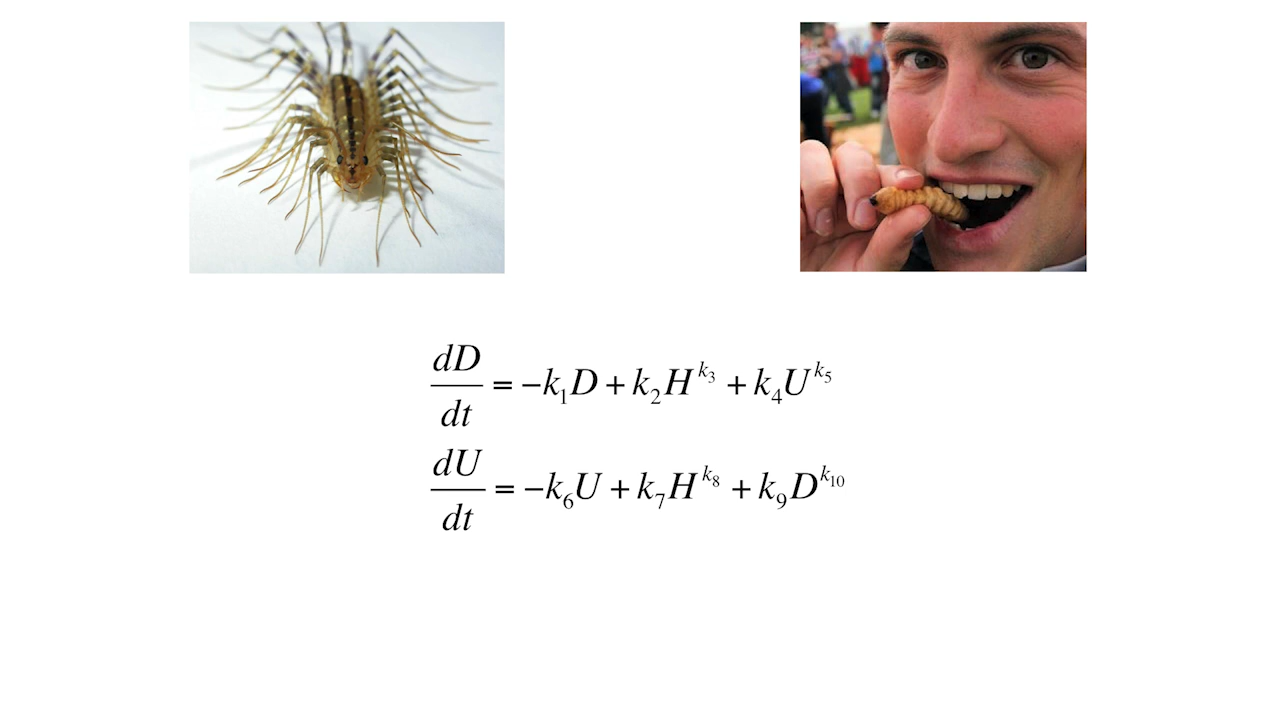 dD/dt = −k₁D + k₂H^k₃ + k₄U^k₅
dU/dt = −k₆U + k₇H^k₈ + k₉D^k₁₀